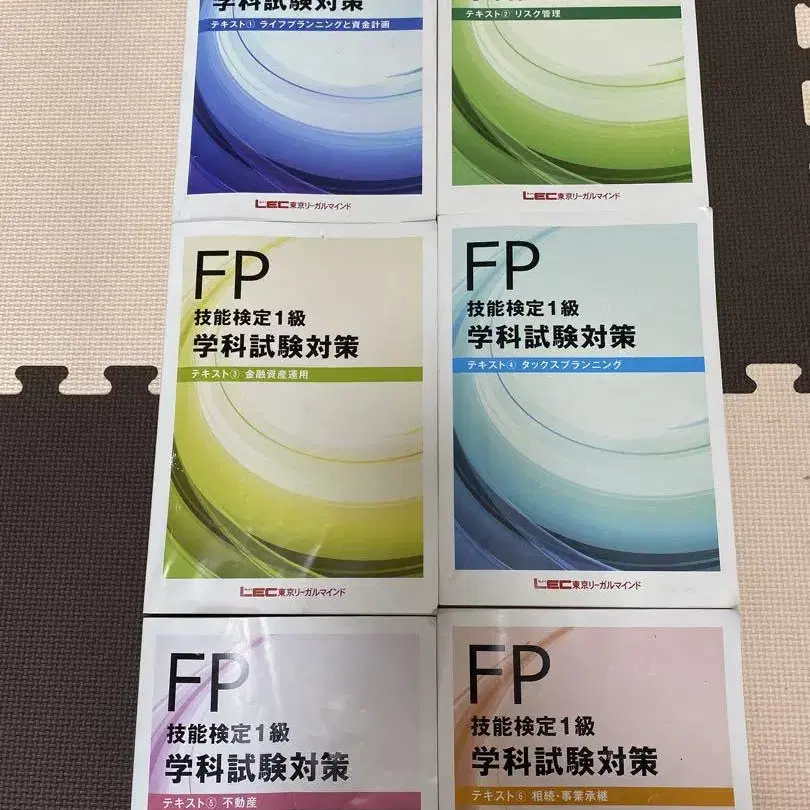 学科試験対策
テキスト① ライフプランニングと資金計画
LEC東京リーガルマインド
テキスト② リスク管理
LEC東京リーガルマインド
FP
技能検定1級
学科試験対策
テキスト③ 金融資産運用
LEC東京リーガルマインド
FP
技能検定1級
学科試験対策
テキスト④ タックスプランニング
LEC東京リーガルマインド
FP
技能検定1級
学科試験対策
テキスト⑤ 不動産
FP
技能検定1級
学科試験対策
テキスト⑥ 相続・事業承継